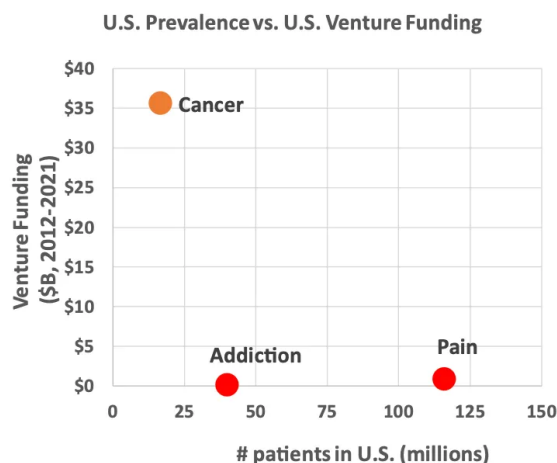 U.S. Prevalence vs. U.S. Venture Funding
Venture Funding
($B, 2012-2021)
$40
$35
$30
$25
$20
$15
$10
$5
$0
Cancer
Addiction
Pain
0 25 50 75 100 125 150
# patients in U.S. (millions)